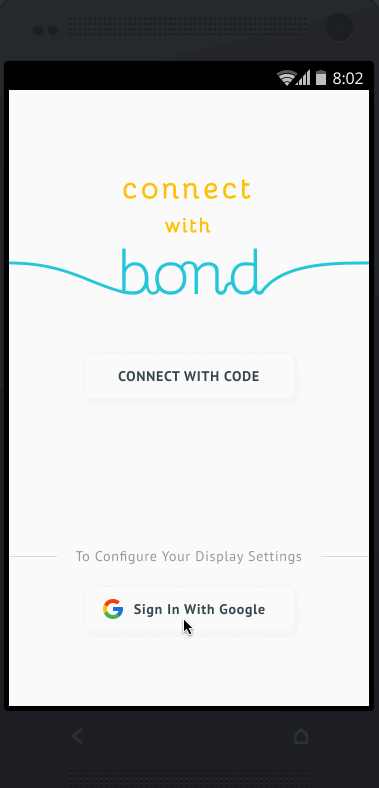 8:02
connect
with
bond
CONNECT WITH CODE
To Configure Your Display Settings
Sign In With Google